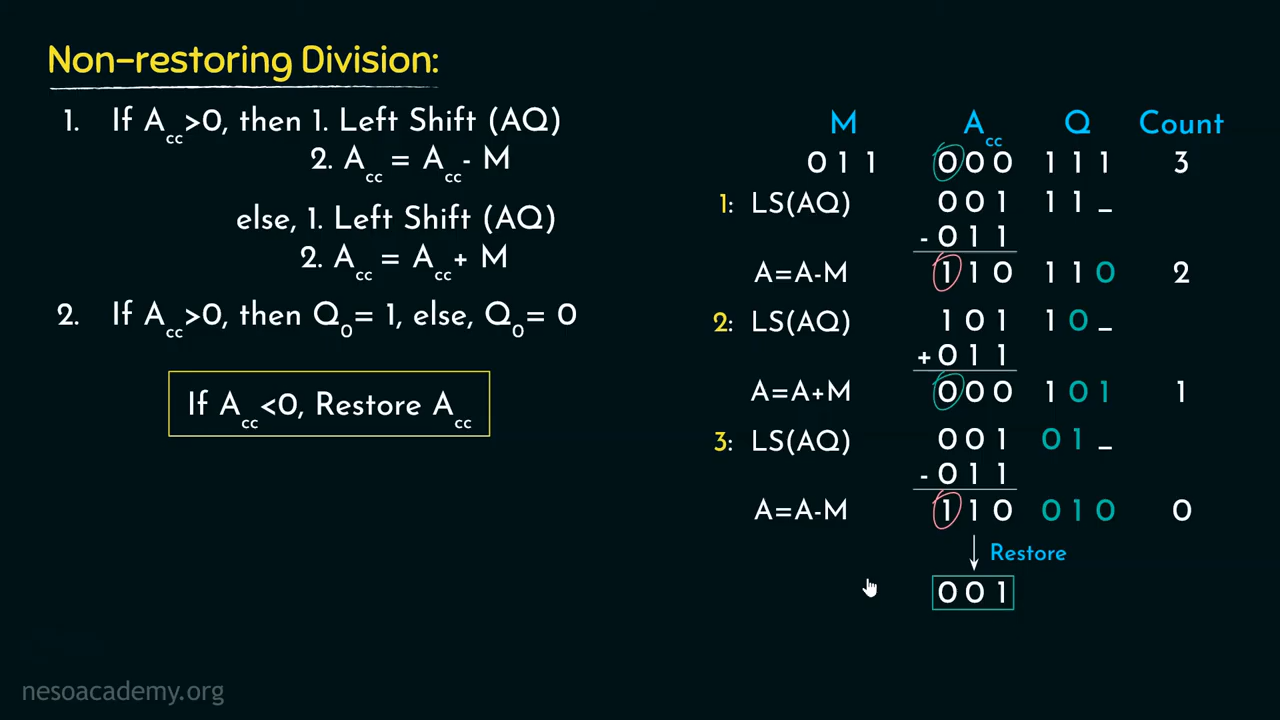 Non-restoring Division:
1. If Acc>0, then 1. Left Shift (AQ)
2. Acc = Acc- M
else, 1. Left Shift (AQ)
2. Acc = Acc+ M
2. If Acc>0, then Q0= 1, else, Q0= 0
If Acc<0, Restore Acc
M Acc Q Count
0 1 1 0 0 0 1 1 1 3
1: LS(AQ) 0 0 1 1 1 _
- 0 1 1
A=A-M 1 1 0 1 1 0 2
2: LS(AQ) 1 0 1 1 0 _
+ 0 1 1
A=A+M 0 0 0 1 0 1 1
3: LS(AQ) 0 0 1 0 1 _
- 0 1 1
A=A-M 1 1 0 0 1 0 0
Restore
0 0 1
nesoacademy.org